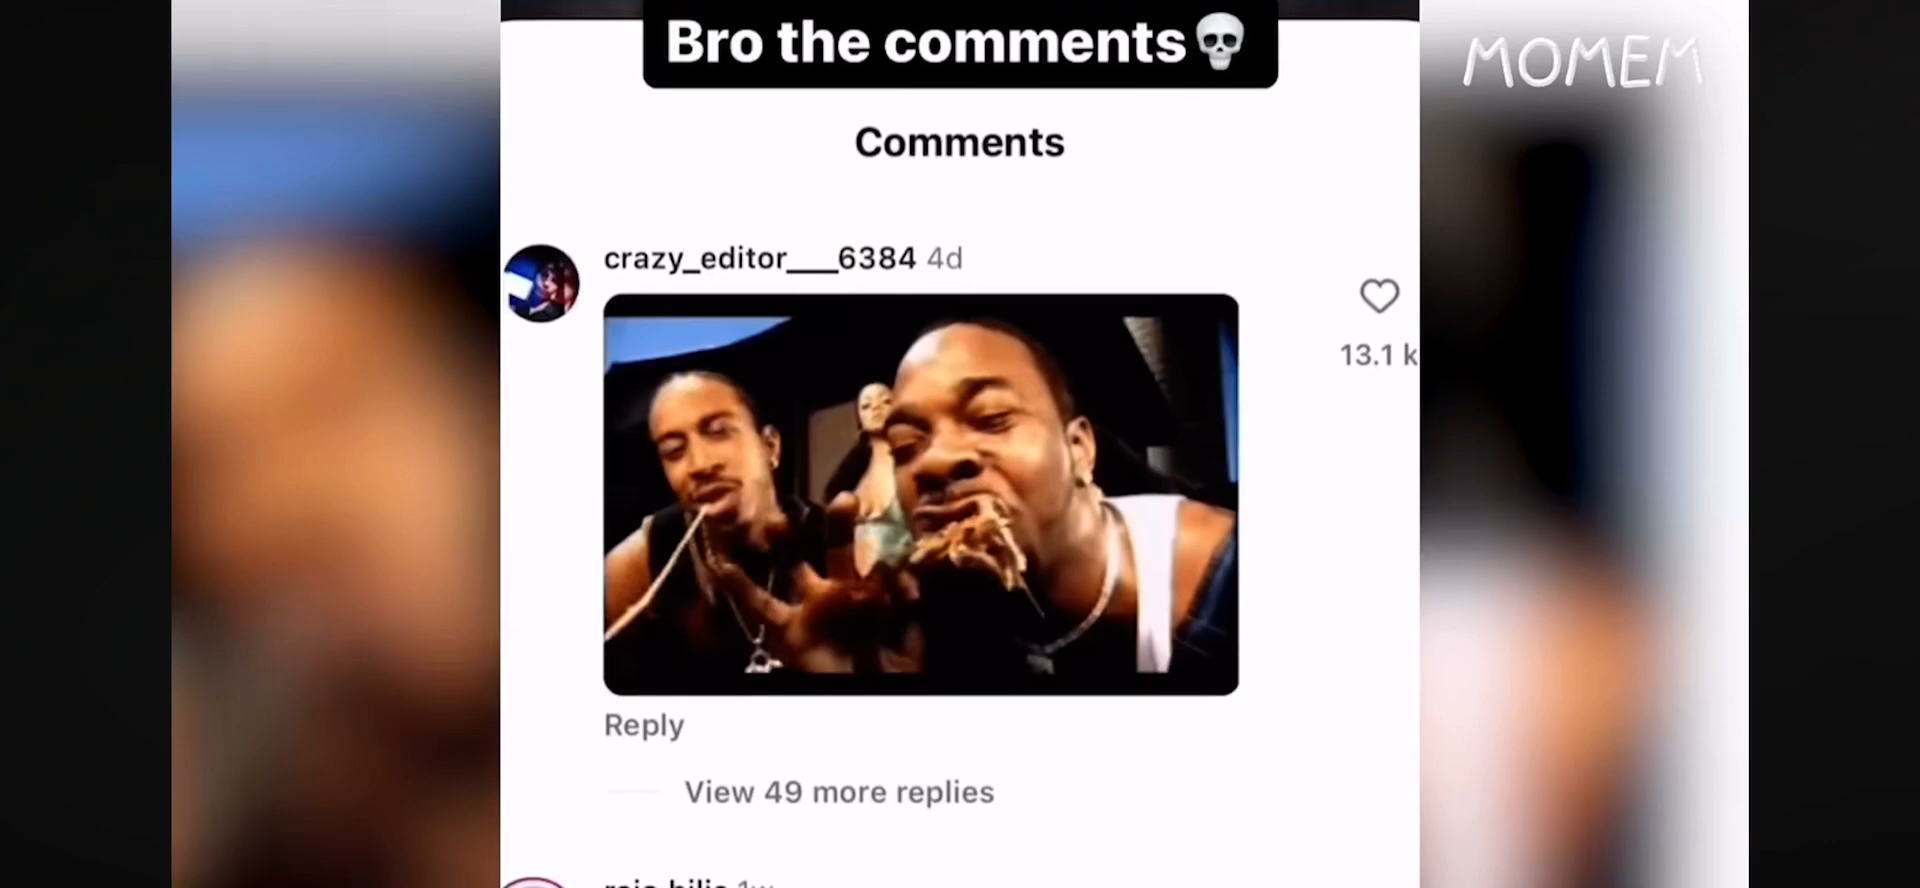 Bro the comments💀
MOMEM
Comments
crazy_editor___6384 4d
13.1 k
Reply
View 49 more replies